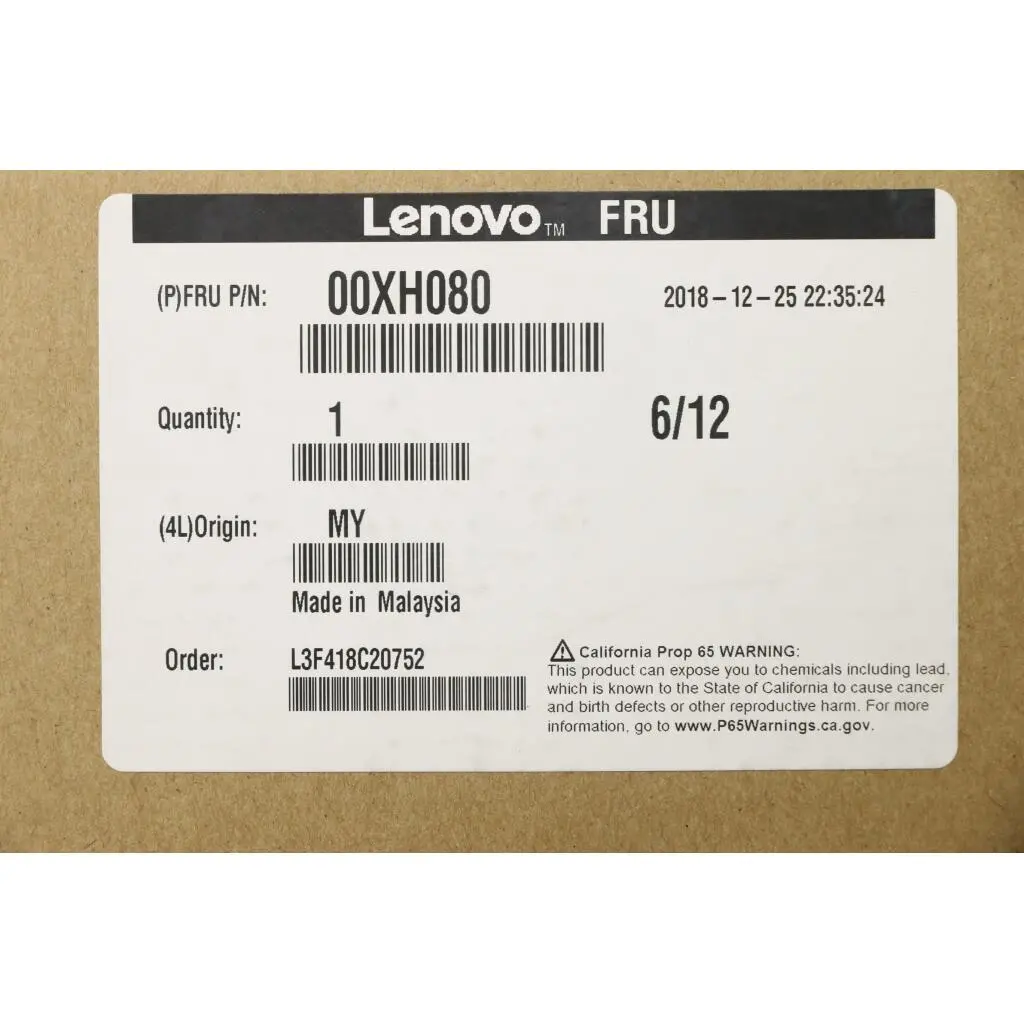 Lenovo™ FRU
(P)FRU P/N: 00XH080 2018-12-25 22:35:24
Quantity: 1 6/12
(4L)Origin: MY
Made in Malaysia
Order: L3F418C20752
⚠ California Prop 65 WARNING:
This product can expose you to chemicals including lead,
which is known to the State of California to cause cancer
and birth defects or other reproductive harm. For more
information, go to www.P65Warnings.ca.gov.